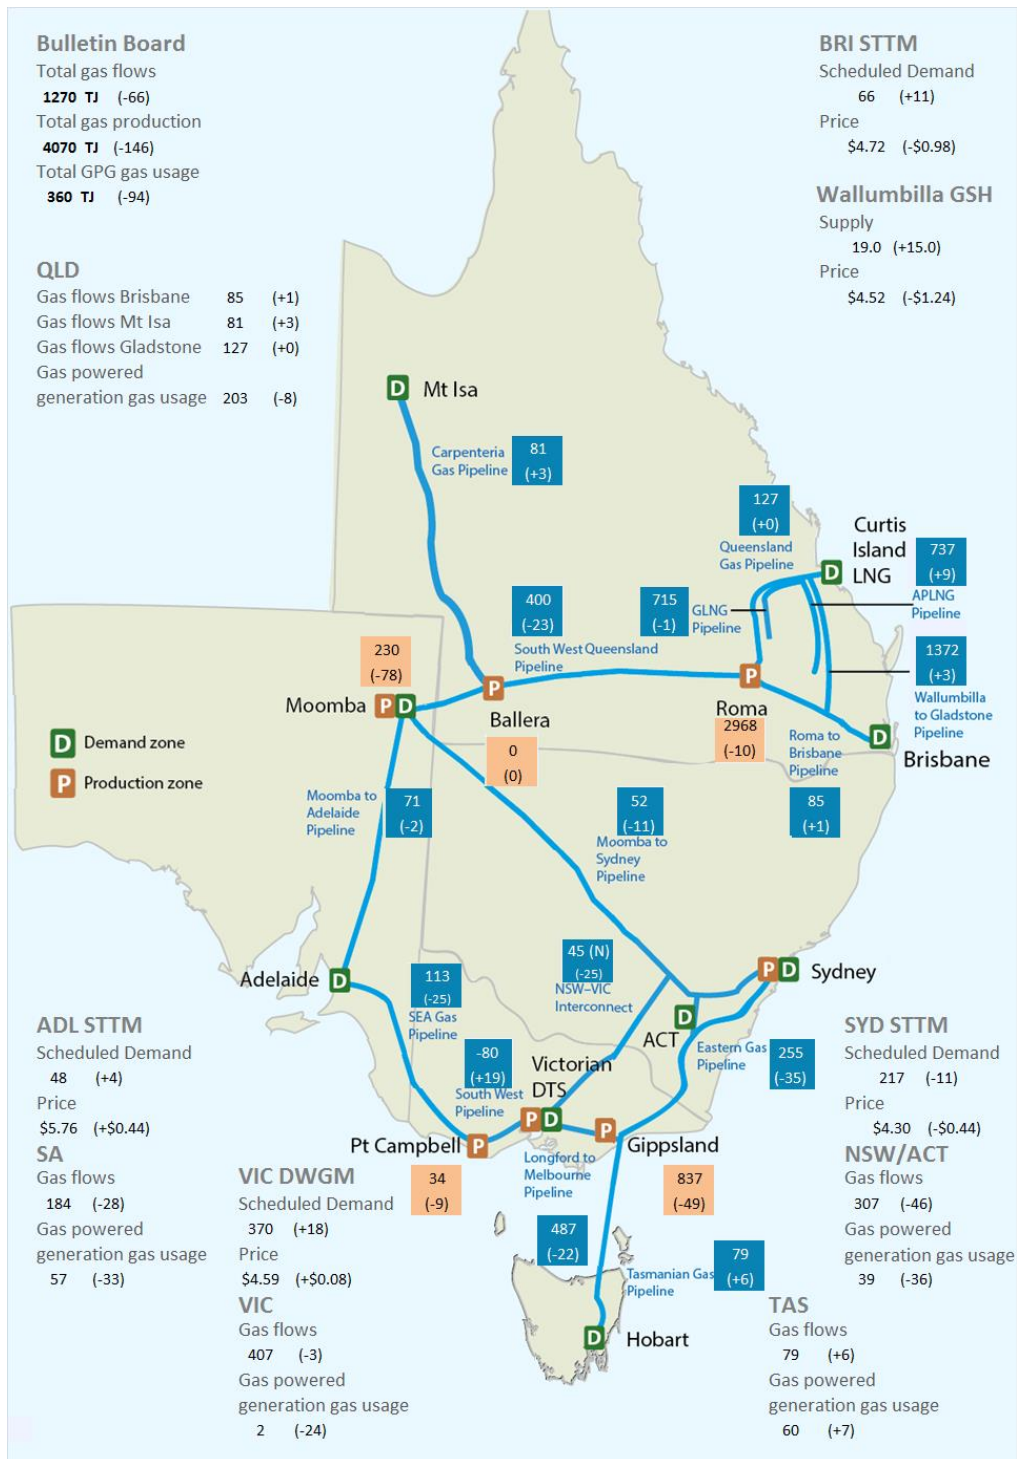 Bulletin Board
Total gas flows
1270 TJ (-66)
Total gas production
4070 TJ (-146)
Total GPG gas usage
360 TJ (-94)
BRI STTM
Scheduled Demand
66 (+11)
Price
$4.72 (-$0.98)
Wallumbilla GSH
Supply
19.0 (+15.0)
Price
$4.52 (-$1.24)
QLD
Gas flows Brisbane 85 (+1)
Gas flows Mt Isa 81 (+3)
Gas flows Gladstone 127 (+0)
Gas powered
generation gas usage 203 (-8)
D Mt Isa
Carpenteria
Gas Pipeline
81
(+3)
127
(+0)
Queensland
Gas Pipeline
Curtis
Island
LNG
D
737
(+9)
APLNG
Pipeline
400
(-23)
South West Queensland
Pipeline
715
(-1)
GLNG
Pipeline
1372
(+3)
Wallumbilla
to Gladstone
Pipeline
230
(-78)
Moomba P D
P
Ballera
0
(0)
P
Roma
2968
(-10)
Roma to
Brisbane
Pipeline
85
(+1)
D
Brisbane
D Demand zone
P Production zone
Moomba to
Adelaide
Pipeline
71
(-2)
52
(-11)
Moomba to
Sydney
Pipeline
Adelaide D
113
(-25)
SEA Gas
Pipeline
45 (N)
(-25)
NSW–VIC
Interconnect
P D Sydney
D
ACT
Eastern Gas
Pipeline
255
(-35)
-80
(+19)
South West
Pipeline
Victorian
DTS
P D
Pt Campbell P
34
(-9)
Longford to
Melbourne
Pipeline
487
(-22)
P
Gippsland
837
(-49)
79
(+6)
Tasmanian Gas
Pipeline
D Hobart
ADL STTM
Scheduled Demand
48 (+4)
Price
$5.76 (+$0.44)
SA
Gas flows
184 (-28)
Gas powered
generation gas usage
57 (-33)
VIC DWGM
Scheduled Demand
370 (+18)
Price
$4.59 (+$0.08)
VIC
Gas flows
407 (-3)
Gas powered
generation gas usage
2 (-24)
SYD STTM
Scheduled Demand
217 (-11)
Price
$4.30 (-$0.44)
NSW/ACT
Gas flows
307 (-46)
Gas powered
generation gas usage
39 (-36)
TAS
Gas flows
79 (+6)
Gas powered
generation gas usage
60 (+7)